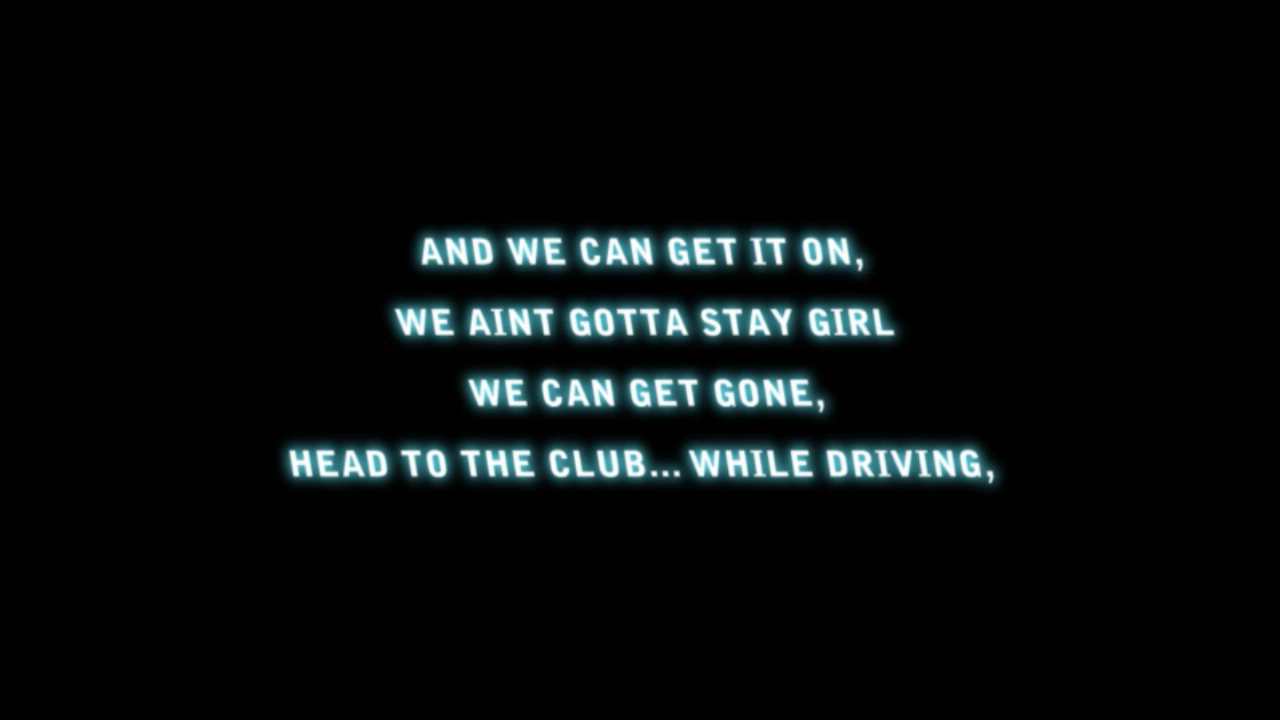 AND WE CAN GET IT ON,
WE AINT GOTTA STAY GIRL
WE CAN GET GONE,
HEAD TO THE CLUB... WHILE DRIVING,